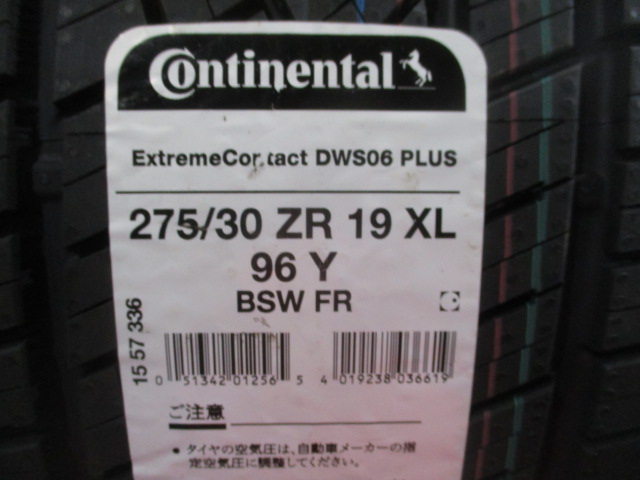 Continental
ExtremeContact DWS06 PLUS
275/30 ZR 19 XL
96 Y
BSW FR
15 57 336
0 51342 01256 5
4 019238 036619
ご注意
• タイヤの空気圧は、自動車メーカーの指
定空気圧に調整してください。